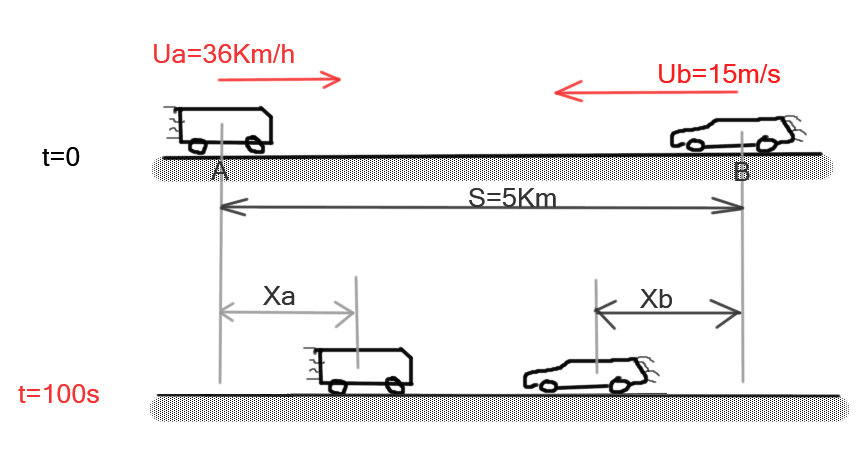 Ua=36Km/h
Ub=15m/s
t=0
A
B
S=5Km
Xa
Xb
t=100s